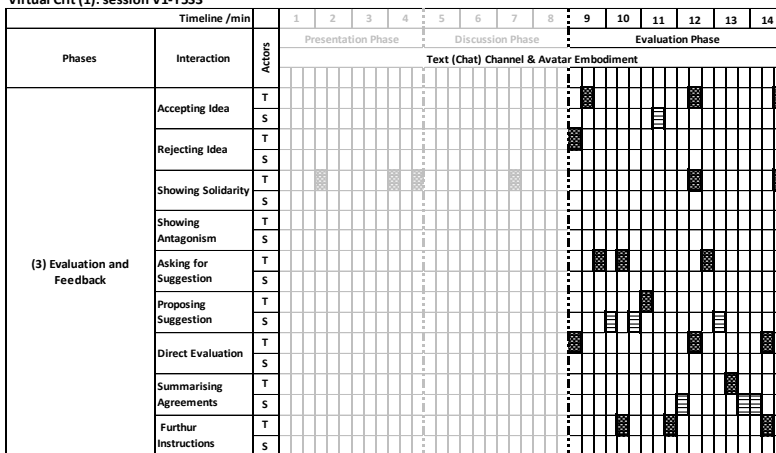 Virtual Crit (1): session V1-T5S3
Timeline /min 1 2 3 4 5 6 7 8 9 10 11 12 13 14
Phases Interaction Actors Presentation Phase Discussion Phase Evaluation Phase
Text (Chat) Channel & Avatar Embodiment
(3) Evaluation and
Feedback
Accepting Idea T
S
Rejecting Idea T
S
Showing Solidarity T
S
Showing
Antagonism T
S
Asking for
Suggestion T
S
Proposing
Suggestion T
S
Direct Evaluation T
S
Summarising
Agreements T
S
Furthur
Instructions T
S